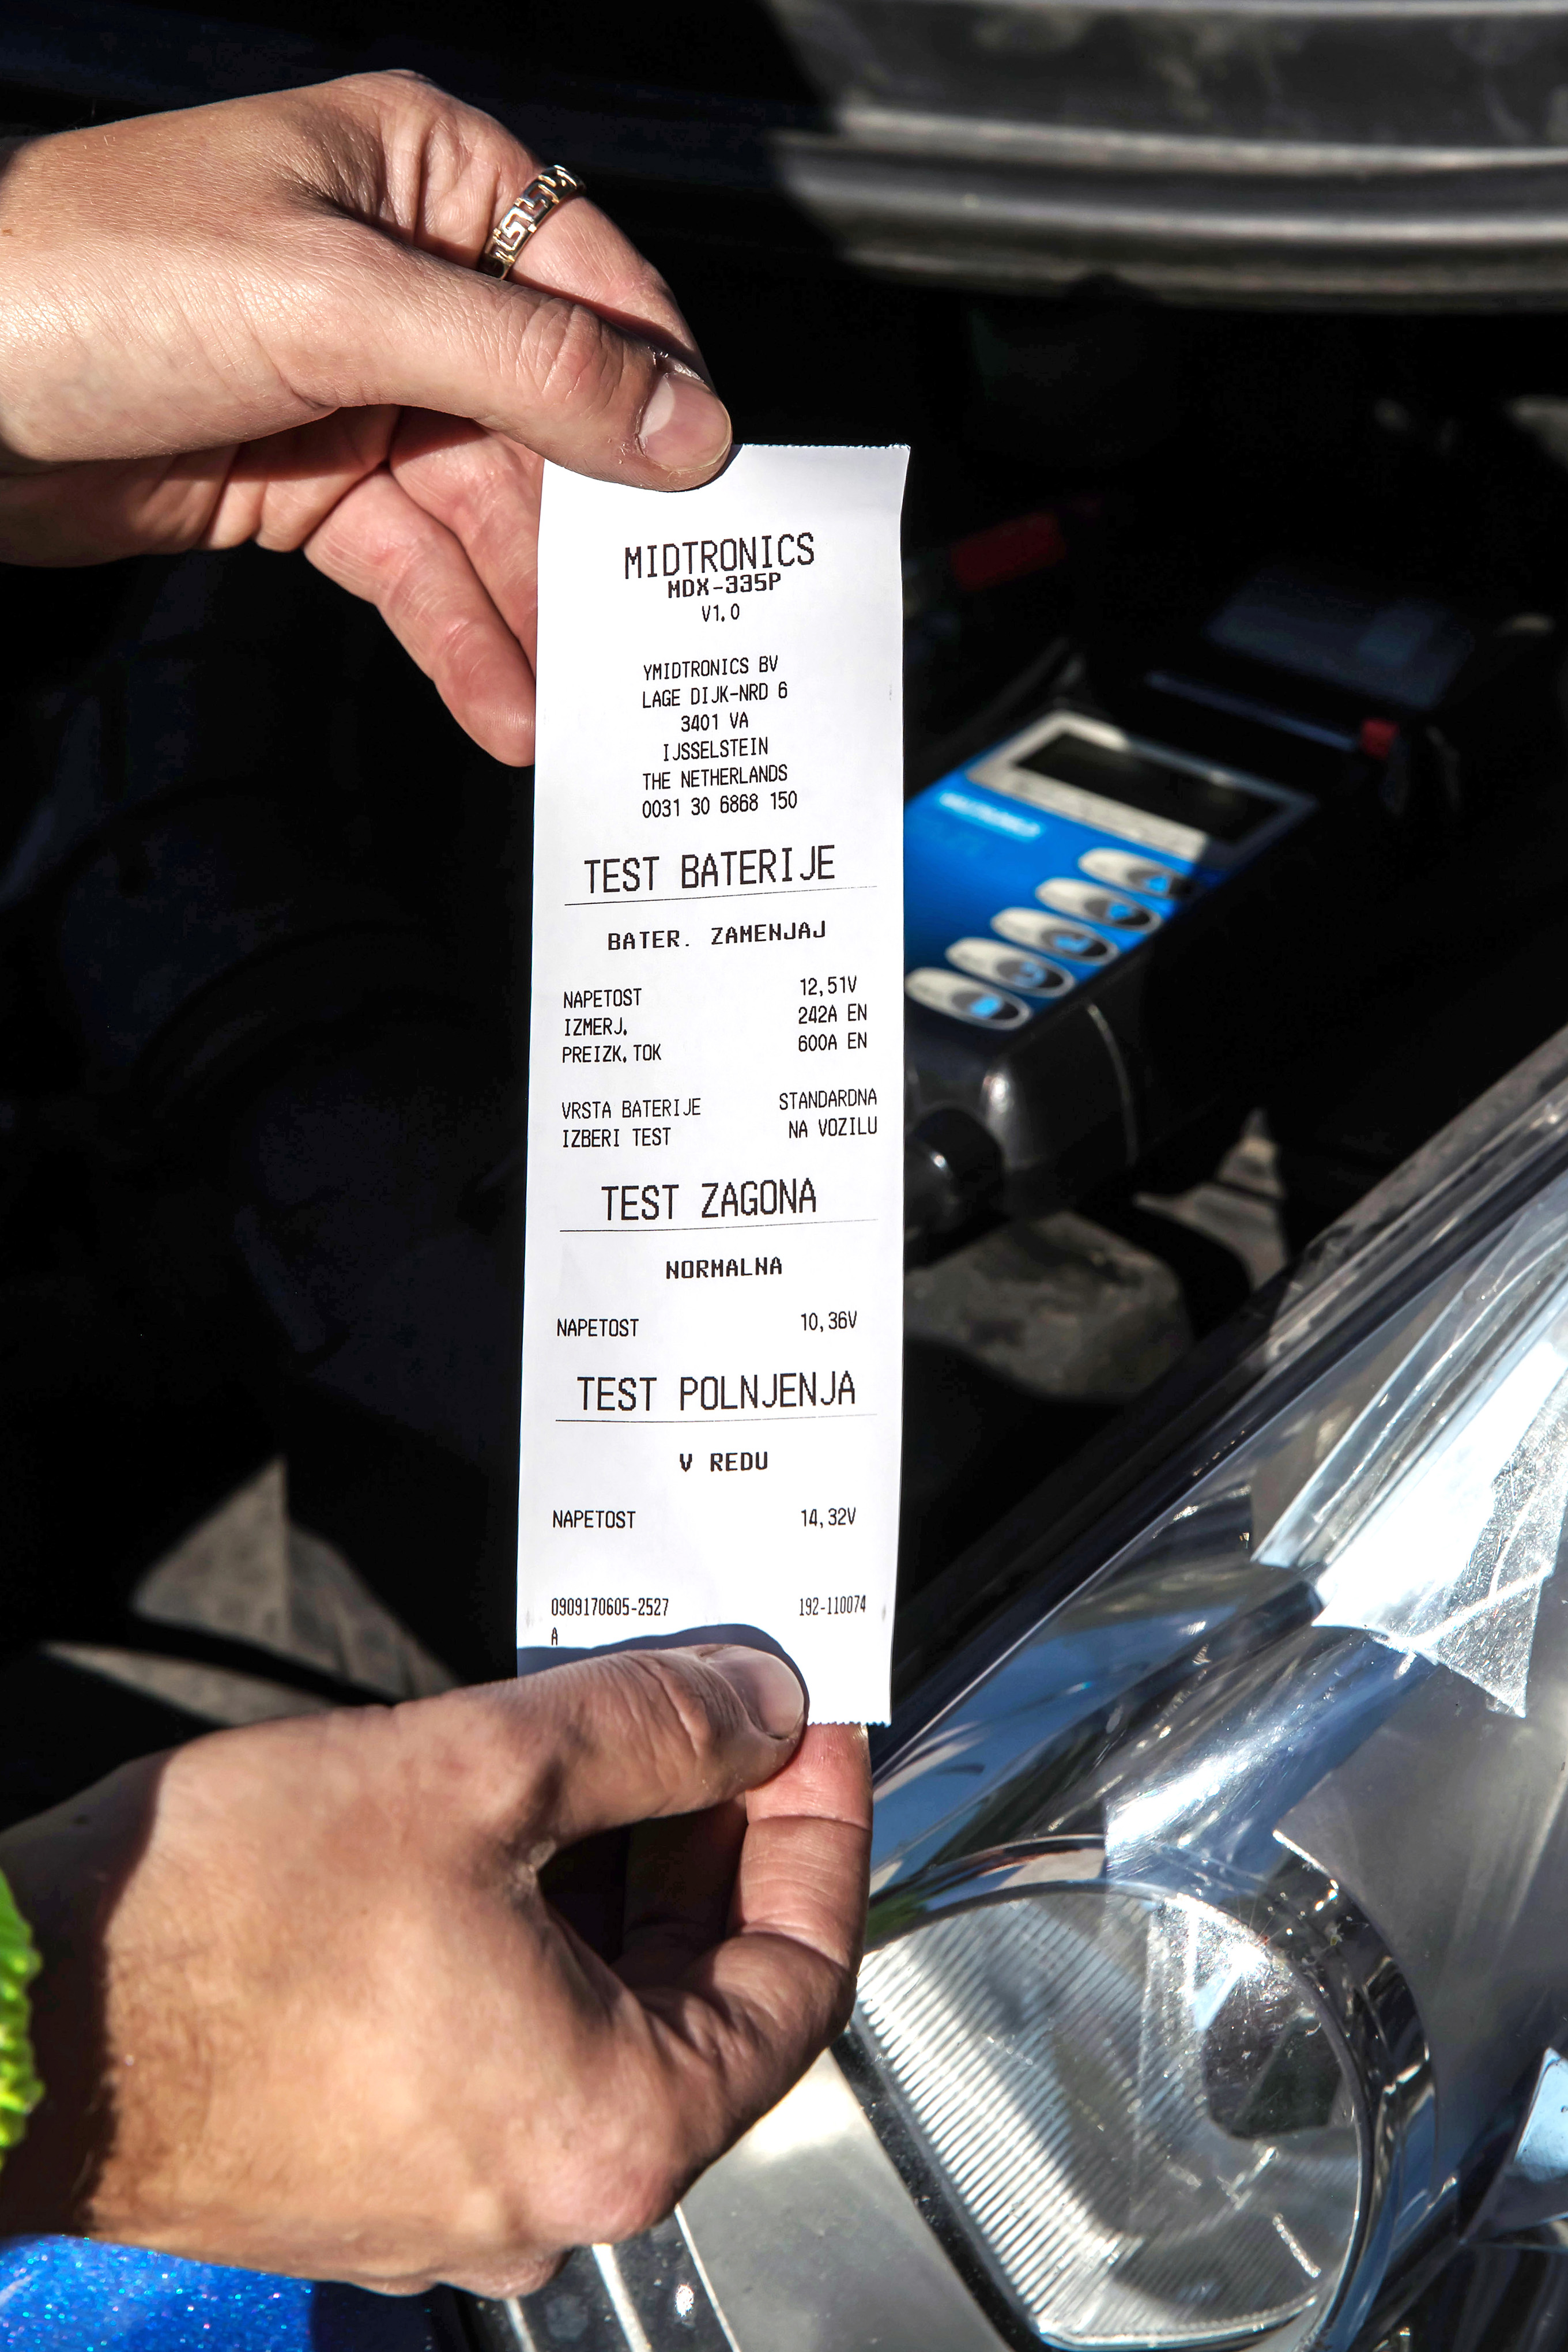 MIDTRONICS
MDX-335P
V1.0
YMIDTRONICS BV
LAGE DIJK-NRD 6
3401 VA
IJSSELSTEIN
THE NETHERLANDS
0031 30 6868 150
TEST BATERIJE
BATER. ZAMENJAJ
NAPETOST 12,51V
IZMERJ. 242A EN
PREIZK.TOK 600A EN
VRSTA BATERIJE STANDARDNA
IZBERI TEST NA VOZILU
TEST ZAGONA
NORMALNA
NAPETOST 10,36V
TEST POLNJENJA
V REDU
NAPETOST 14,32V
0909170605-2527 192-110074
A